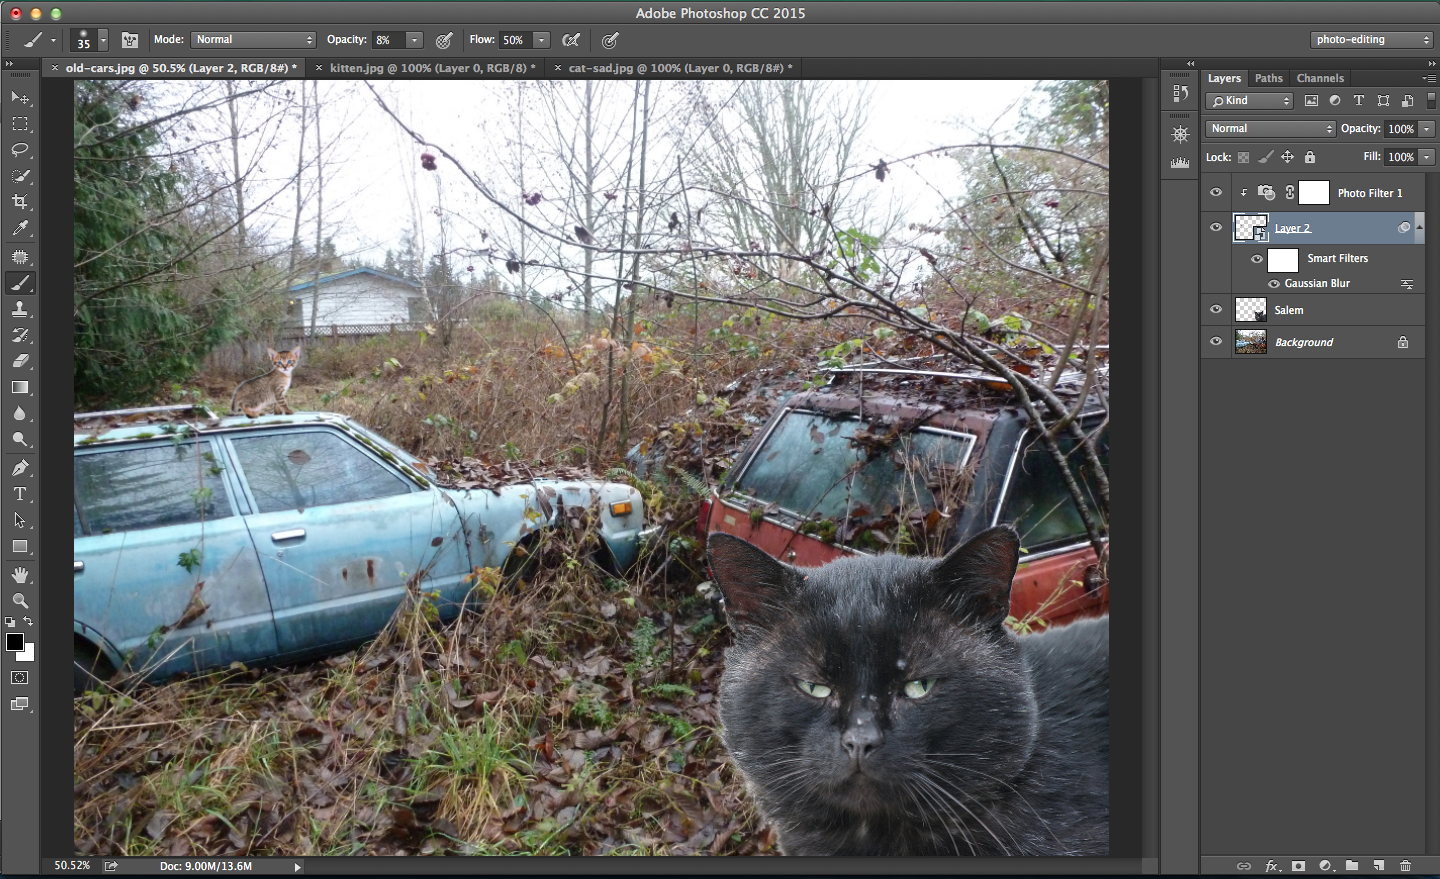 Adobe Photoshop CC 2015
35 Mode: Normal Opacity: 8% Flow: 50% photo-editing
old-cars.jpg @ 50.5% (Layer 2, RGB/8#) * kitten.jpg @ 100% (Layer 0, RGB/8) * cat-sad.jpg @ 100% (Layer 0, RGB/8#) *
Layers Paths Channels
Kind
Normal Opacity: 100%
Lock: Fill: 100%
Photo Filter 1
Layer 2
Smart Filters
Gaussian Blur
Salem
Background
50.52% Doc: 9.00M/13.6M
fx